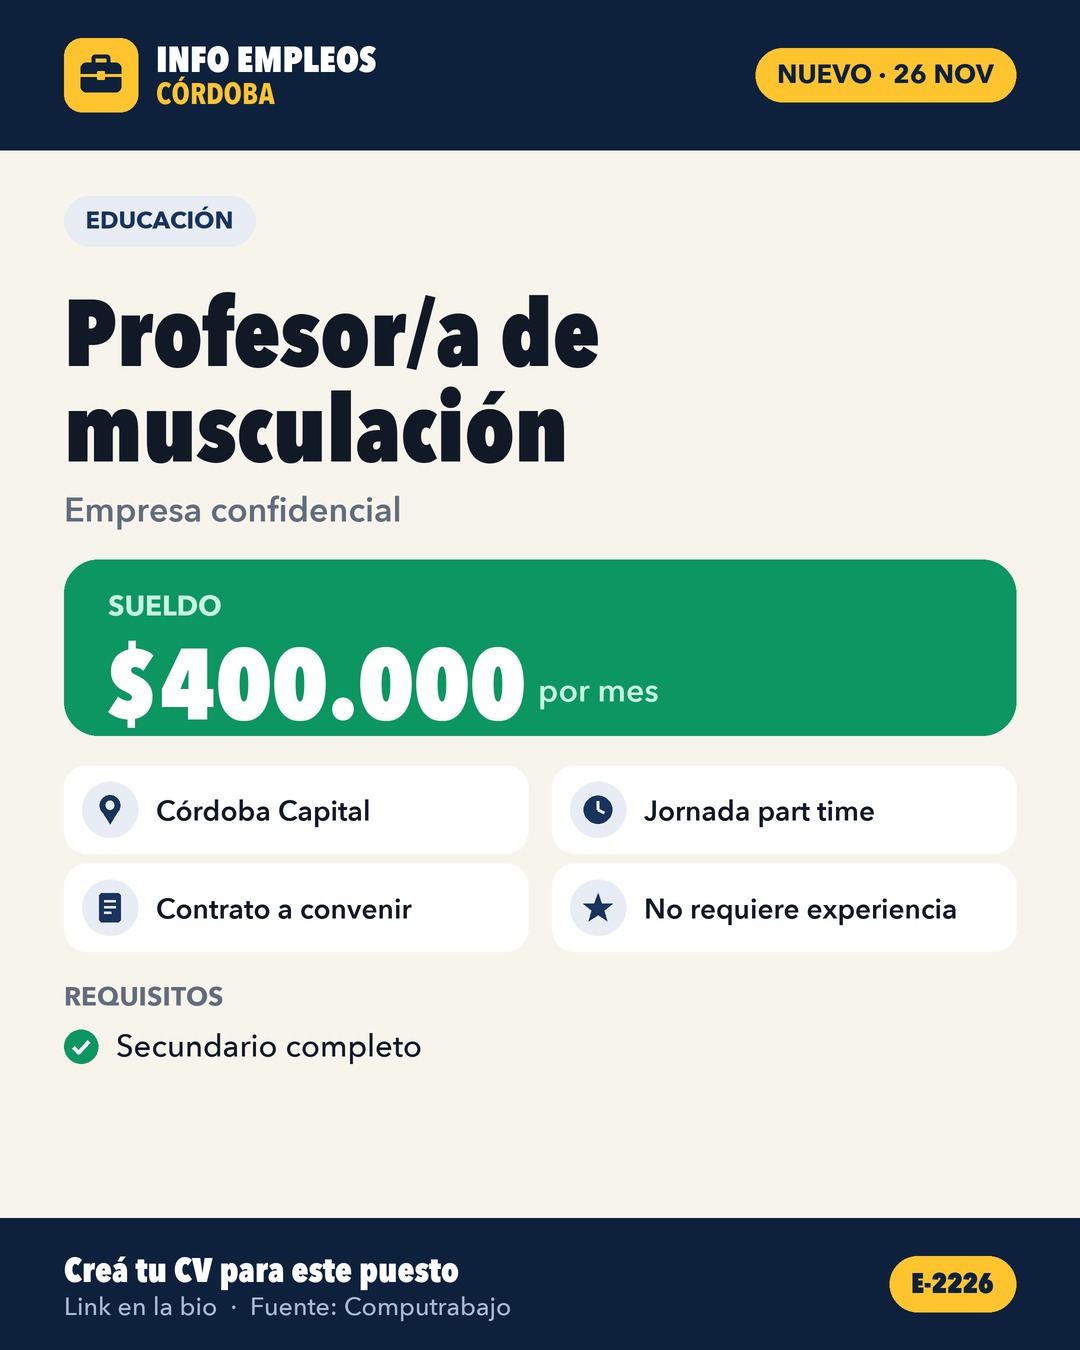 INFO EMPLEOS
CÓRDOBA
NUEVO · 26 NOV
EDUCACIÓN
Profesor/a de
musculación
Empresa confidencial
SUELDO
$400.000 por mes
Córdoba Capital
Jornada part time
Contrato a convenir
No requiere experiencia
REQUISITOS
Secundario completo
Creá tu CV para este puesto
Link en la bio · Fuente: Computrabajo
E-2226